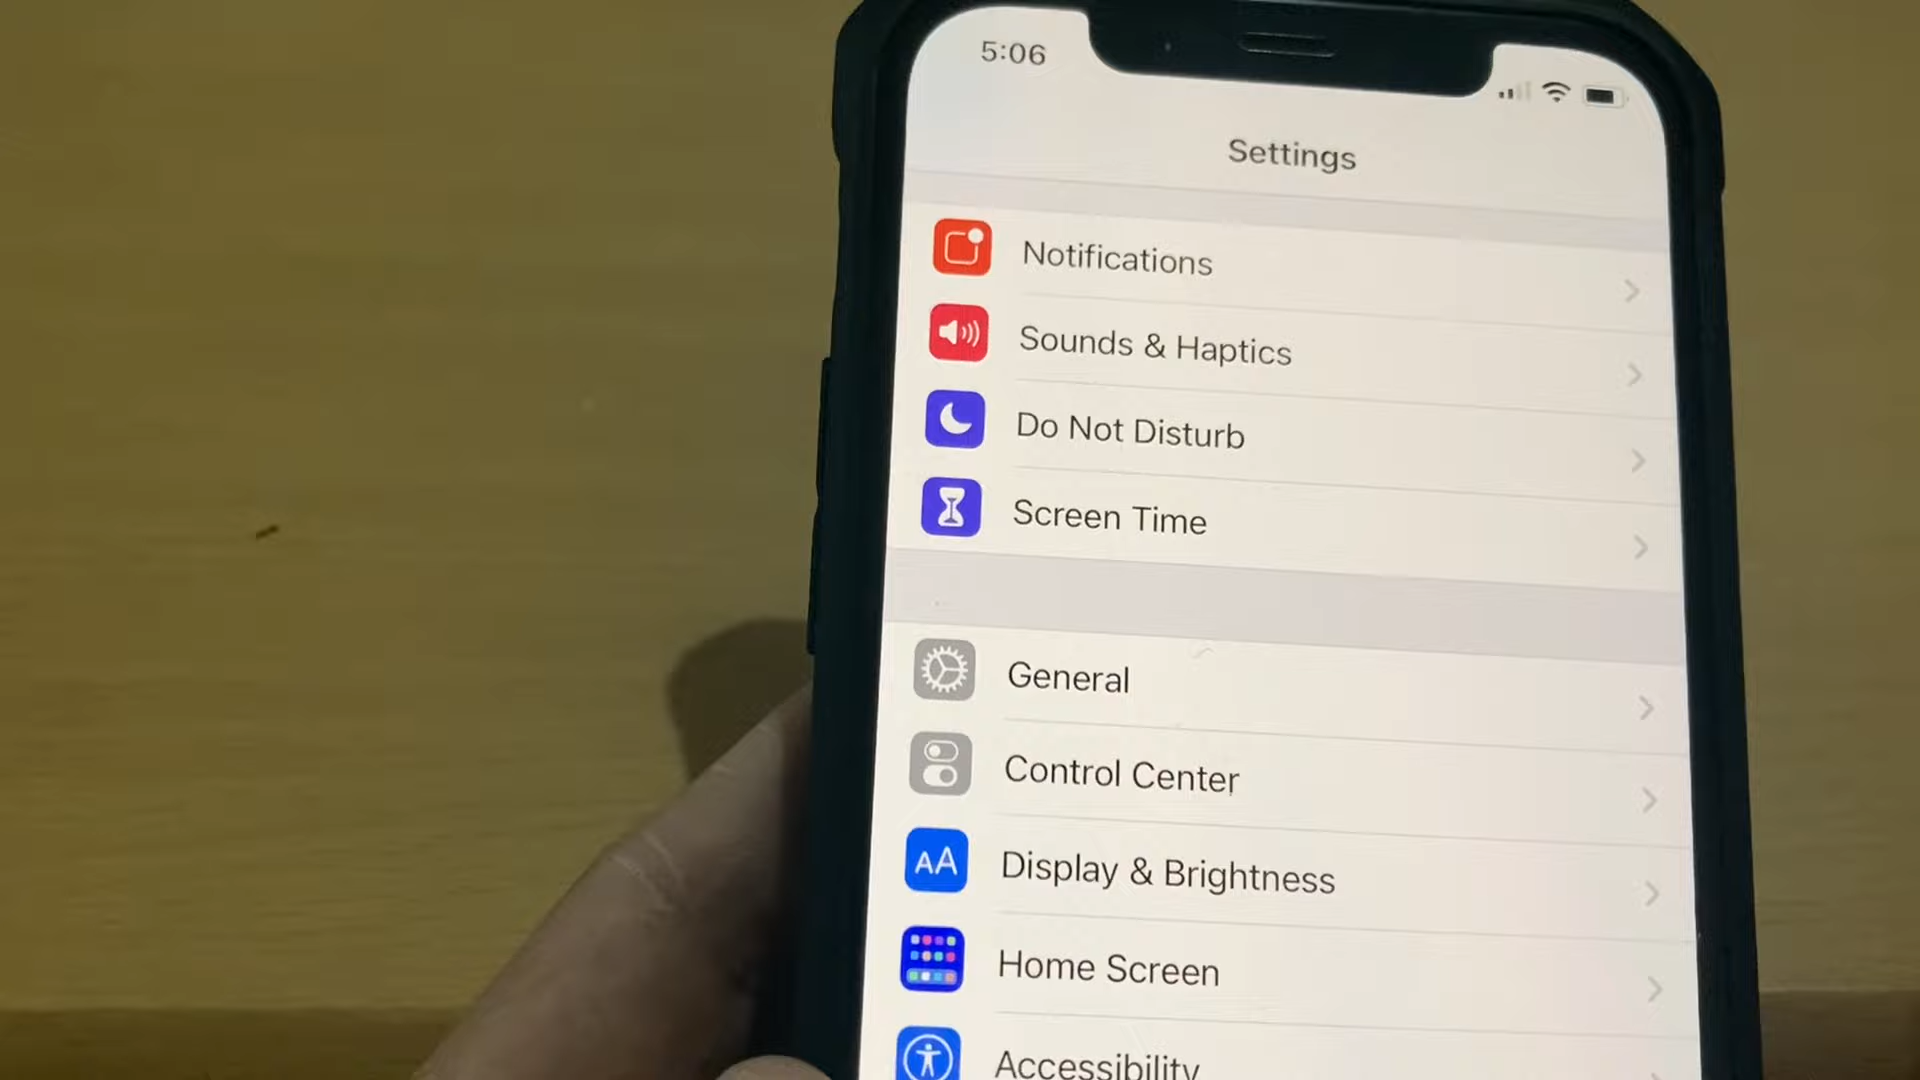 5:06
Settings
Notifications
Sounds & Haptics
Do Not Disturb
Screen Time
General
Control Center
AA
Display & Brightness
Home Screen
Accessibility